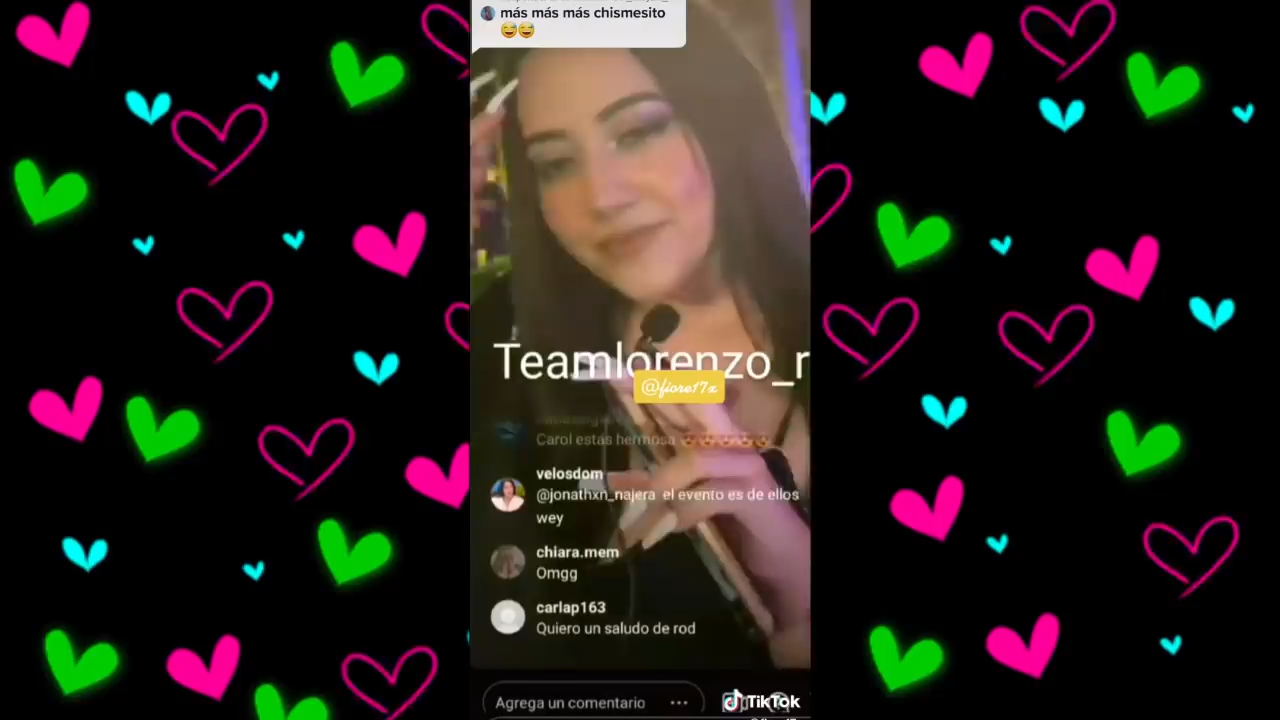 más más más chismesito
😅😅
Teamlorenzo_r
@fiore17x
Carol estas hermosa 😍😍😍😍😍
velosdom
@jonathxn_najera el evento es de ellos
wey
chiara.mem
Omgg
carlap163
Quiero un saludo de rod
Agrega un comentario
TikTok